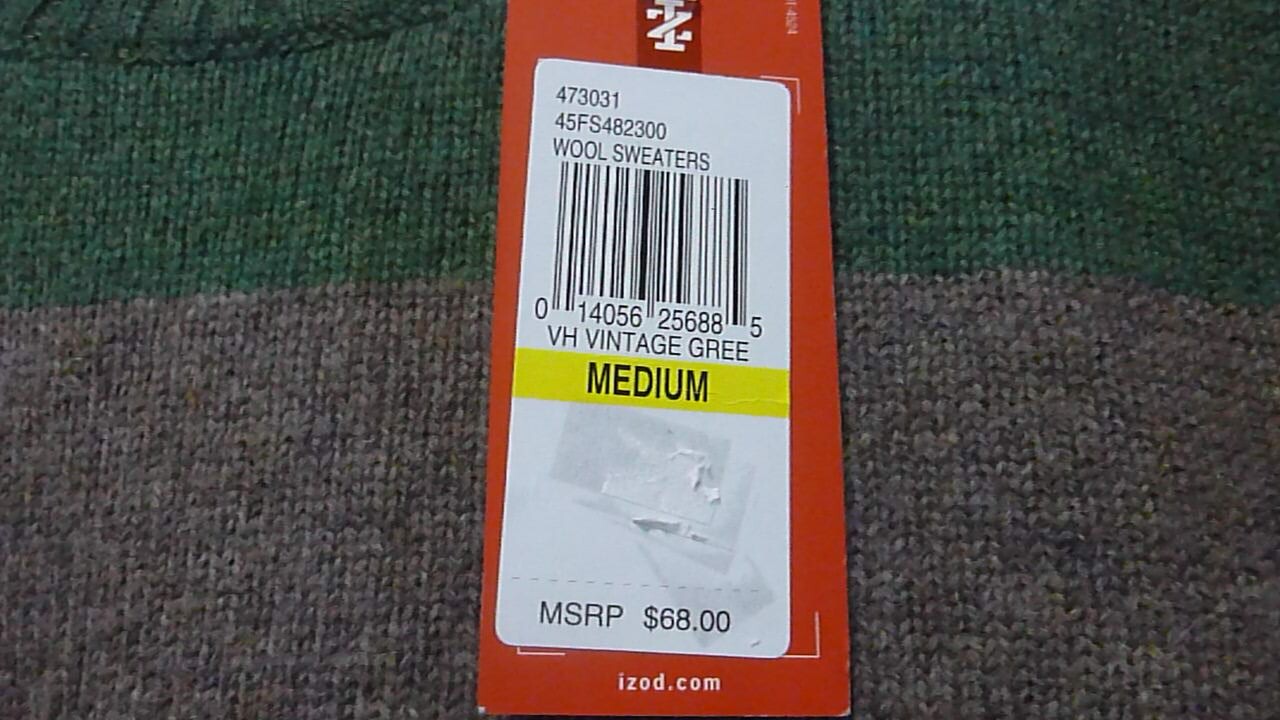 473031
45FS482300
WOOL SWEATERS
0 14056 25688 5
VH VINTAGE GREE
MEDIUM
MSRP $68.00
izod.com